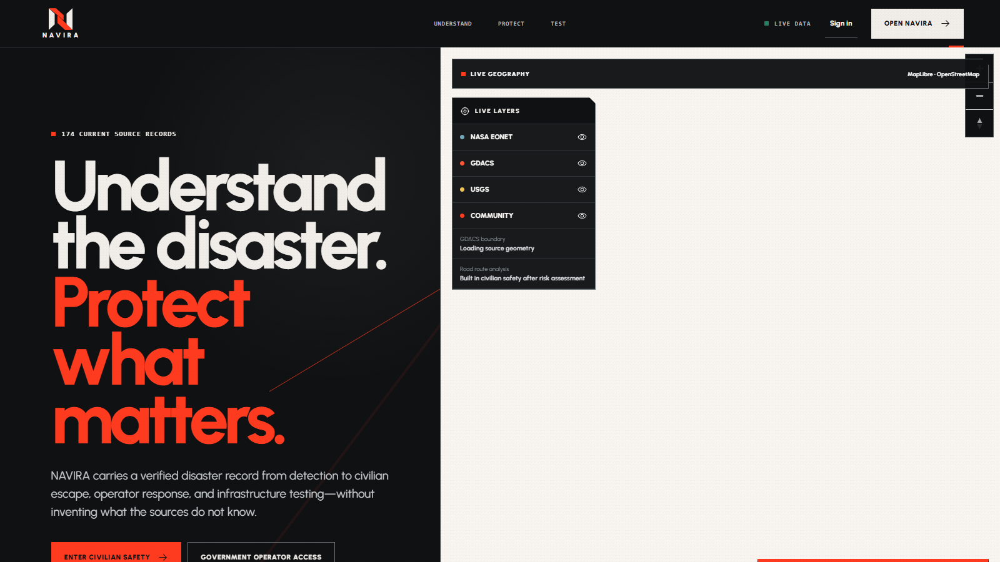 NAVIRA
UNDERSTAND
PROTECT
TEST
LIVE DATA
Sign in
OPEN NAVIRA
LIVE GEOGRAPHY
MapLibre · OpenStreetMap
LIVE LAYERS
NASA EONET
GDACS
USGS
COMMUNITY
GDACS boundary
Loading source geometry
Road route analysis
Built in civilian safety after risk assessment
174 CURRENT SOURCE RECORDS
Understand
the disaster.
Protect
what
matters.
NAVIRA carries a verified disaster record from detection to civilian
escape, operator response, and infrastructure testing—without
inventing what the sources do not know.
ENTER CIVILIAN SAFETY
GOVERNMENT OPERATOR ACCESS